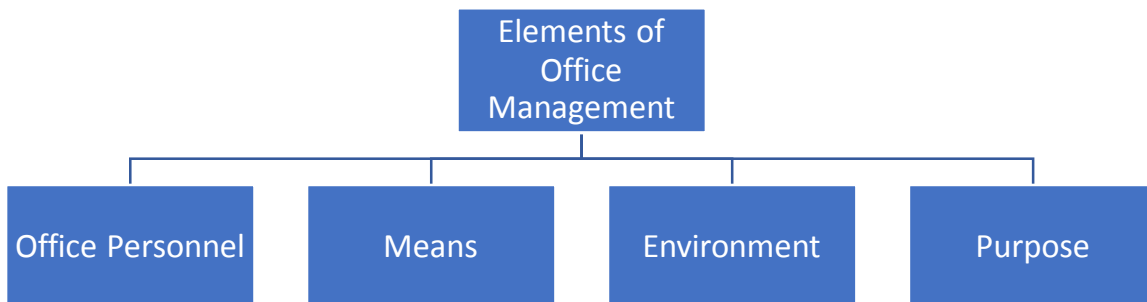 Elements of
Office
Management
Office Personnel
Means
Environment
Purpose